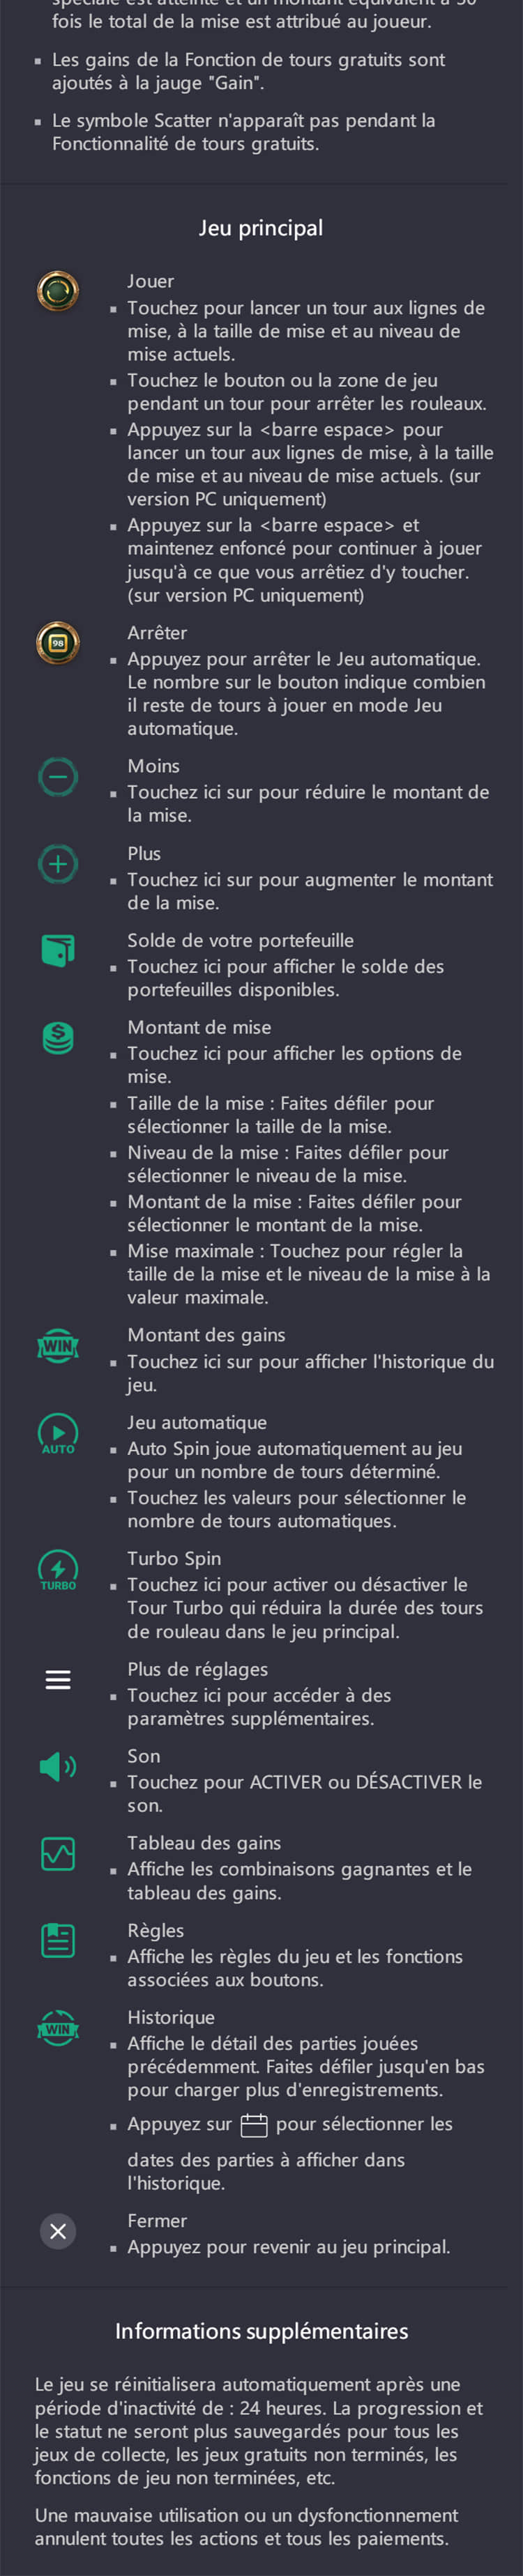 spéciale est atteinte et un montant équivalent à 50
fois le total de la mise est attribué au joueur.
▪ Les gains de la Fonction de tours gratuits sont
ajoutés à la jauge "Gain".
▪ Le symbole Scatter n'apparaît pas pendant la
Fonctionnalité de tours gratuits.
Jeu principal
Jouer
▪ Touchez pour lancer un tour aux lignes de
mise, à la taille de mise et au niveau de
mise actuels.
▪ Touchez le bouton ou la zone de jeu
pendant un tour pour arrêter les rouleaux.
▪ Appuyez sur la <barre espace> pour
lancer un tour aux lignes de mise, à la taille
de mise et au niveau de mise actuels. (sur
version PC uniquement)
▪ Appuyez sur la <barre espace> et
maintenez enfoncé pour continuer à jouer
jusqu'à ce que vous arrêtiez d'y toucher.
(sur version PC uniquement)
98
Arrêter
▪ Appuyez pour arrêter le Jeu automatique.
Le nombre sur le bouton indique combien
il reste de tours à jouer en mode Jeu
automatique.
Moins
▪ Touchez ici sur pour réduire le montant de
la mise.
Plus
▪ Touchez ici sur pour augmenter le montant
de la mise.
Solde de votre portefeuille
▪ Touchez ici pour afficher le solde des
portefeuilles disponibles.
$
Montant de mise
▪ Touchez ici pour afficher les options de
mise.
▪ Taille de la mise : Faites défiler pour
sélectionner la taille de la mise.
▪ Niveau de la mise : Faites défiler pour
sélectionner le niveau de la mise.
▪ Montant de la mise : Faites défiler pour
sélectionner le montant de la mise.
▪ Mise maximale : Touchez pour régler la
taille de la mise et le niveau de la mise à la
valeur maximale.
WIN
Montant des gains
▪ Touchez ici sur pour afficher l'historique du
jeu.
AUTO
Jeu automatique
▪ Auto Spin joue automatiquement au jeu
pour un nombre de tours déterminé.
▪ Touchez les valeurs pour sélectionner le
nombre de tours automatiques.
TURBO
Turbo Spin
▪ Touchez ici pour activer ou désactiver le
Tour Turbo qui réduira la durée des tours
de rouleau dans le jeu principal.
Plus de réglages
▪ Touchez ici pour accéder à des
paramètres supplémentaires.
Son
▪ Touchez pour ACTIVER ou DÉSACTIVER le
son.
Tableau des gains
▪ Affiche les combinaisons gagnantes et le
tableau des gains.
Règles
▪ Affiche les règles du jeu et les fonctions
associées aux boutons.
WIN
Historique
▪ Affiche le détail des parties jouées
précédemment. Faites défiler jusqu'en bas
pour charger plus d'enregistrements.
▪ Appuyez sur pour sélectionner les
dates des parties à afficher dans
l'historique.
Fermer
▪ Appuyez pour revenir au jeu principal.
Informations supplémentaires
Le jeu se réinitialisera automatiquement après une
période d'inactivité de : 24 heures. La progression et
le statut ne seront plus sauvegardés pour tous les
jeux de collecte, les jeux gratuits non terminés, les
fonctions de jeu non terminées, etc.
Une mauvaise utilisation ou un dysfonctionnement
annulent toutes les actions et tous les paiements.